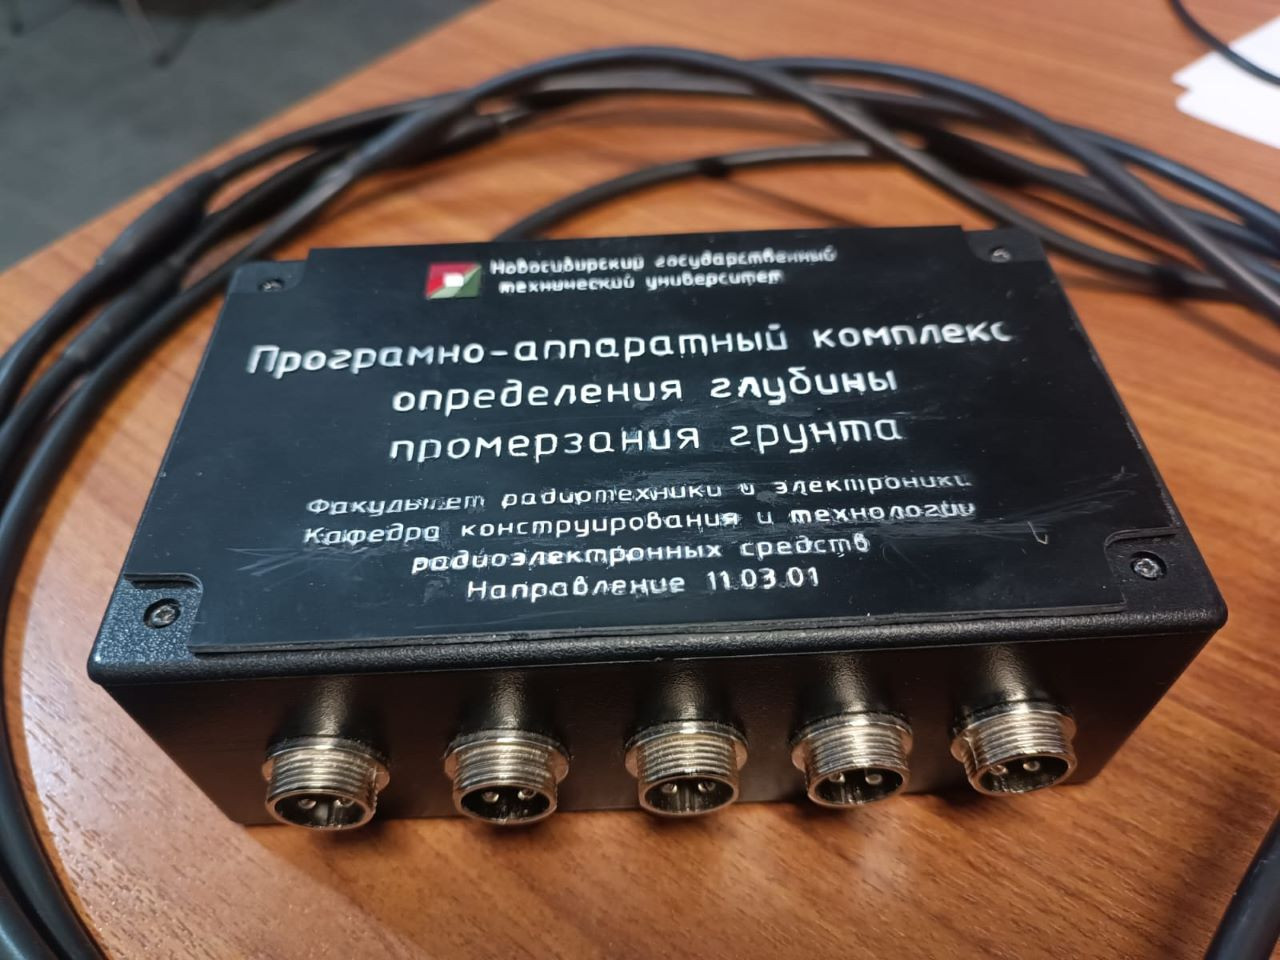 Новосибирский государственный
технический университет
Програмно-аппаратный комплекс
определения глубины
промерзания грунта
Факультет радиотехники и электроники
Кафедра конструирования и технологии
радиоэлектронных средств
Направление 11.03.01